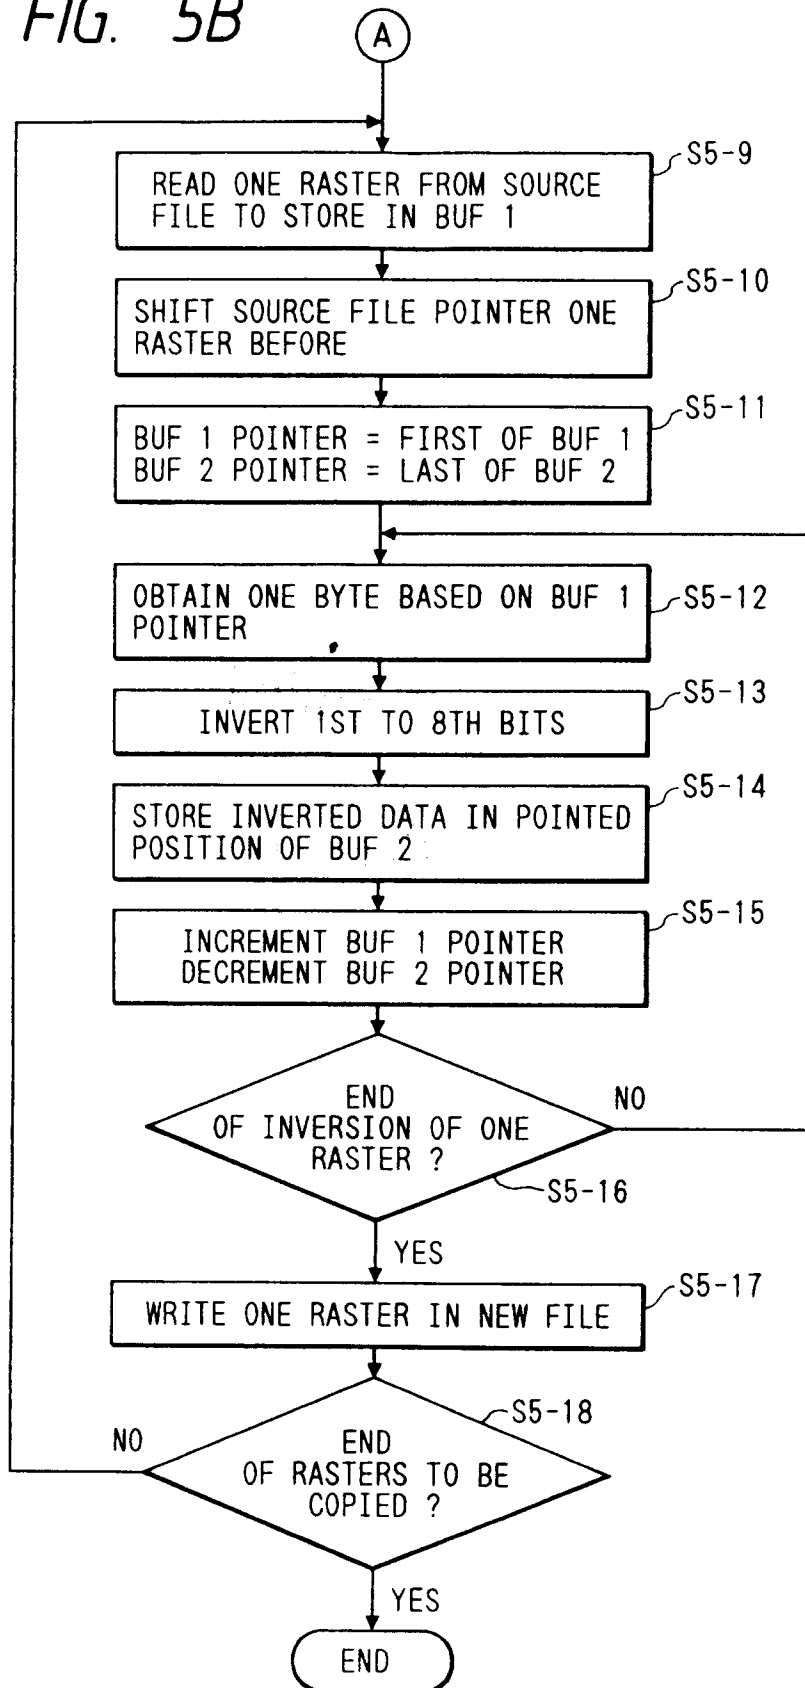 FIG. 5B
A
READ ONE RASTER FROM SOURCE
FILE TO STORE IN BUF 1
S5-9
SHIFT SOURCE FILE POINTER ONE
RASTER BEFORE
S5-10
BUF 1 POINTER = FIRST OF BUF 1
BUF 2 POINTER = LAST OF BUF 2
S5-11
OBTAIN ONE BYTE BASED ON BUF 1
POINTER
S5-12
INVERT 1ST TO 8TH BITS
S5-13
STORE INVERTED DATA IN POINTED
POSITION OF BUF 2
S5-14
INCREMENT BUF 1 POINTER
DECREMENT BUF 2 POINTER
S5-15
END
OF INVERSION OF ONE
RASTER ?
NO
S5-16
YES
WRITE ONE RASTER IN NEW FILE
S5-17
END
OF RASTERS TO BE
COPIED ?
S5-18
NO
YES
END